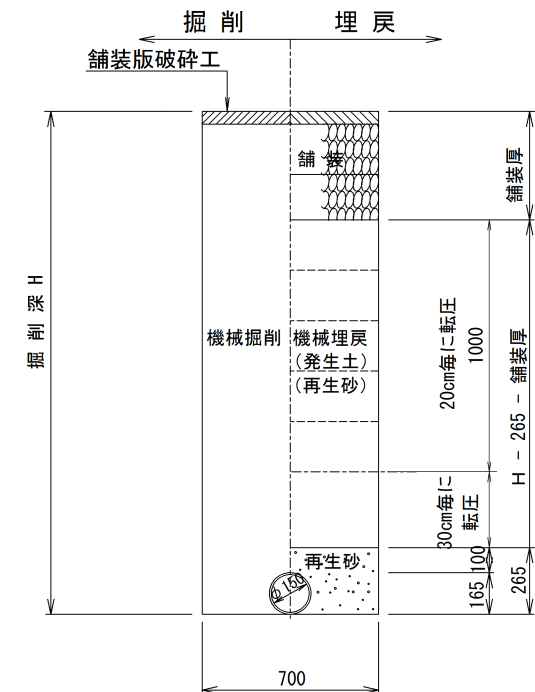 掘 削
埋 戻
舗装版破砕工
舗 装
舗装厚
掘 削 深 H
機械掘削
機械埋戻
(発生土)
(再生砂)
20cm毎に転圧
1000
H - 265 - 舗装厚
30cm毎に
転圧
再生砂
100
φ150
165
265
700